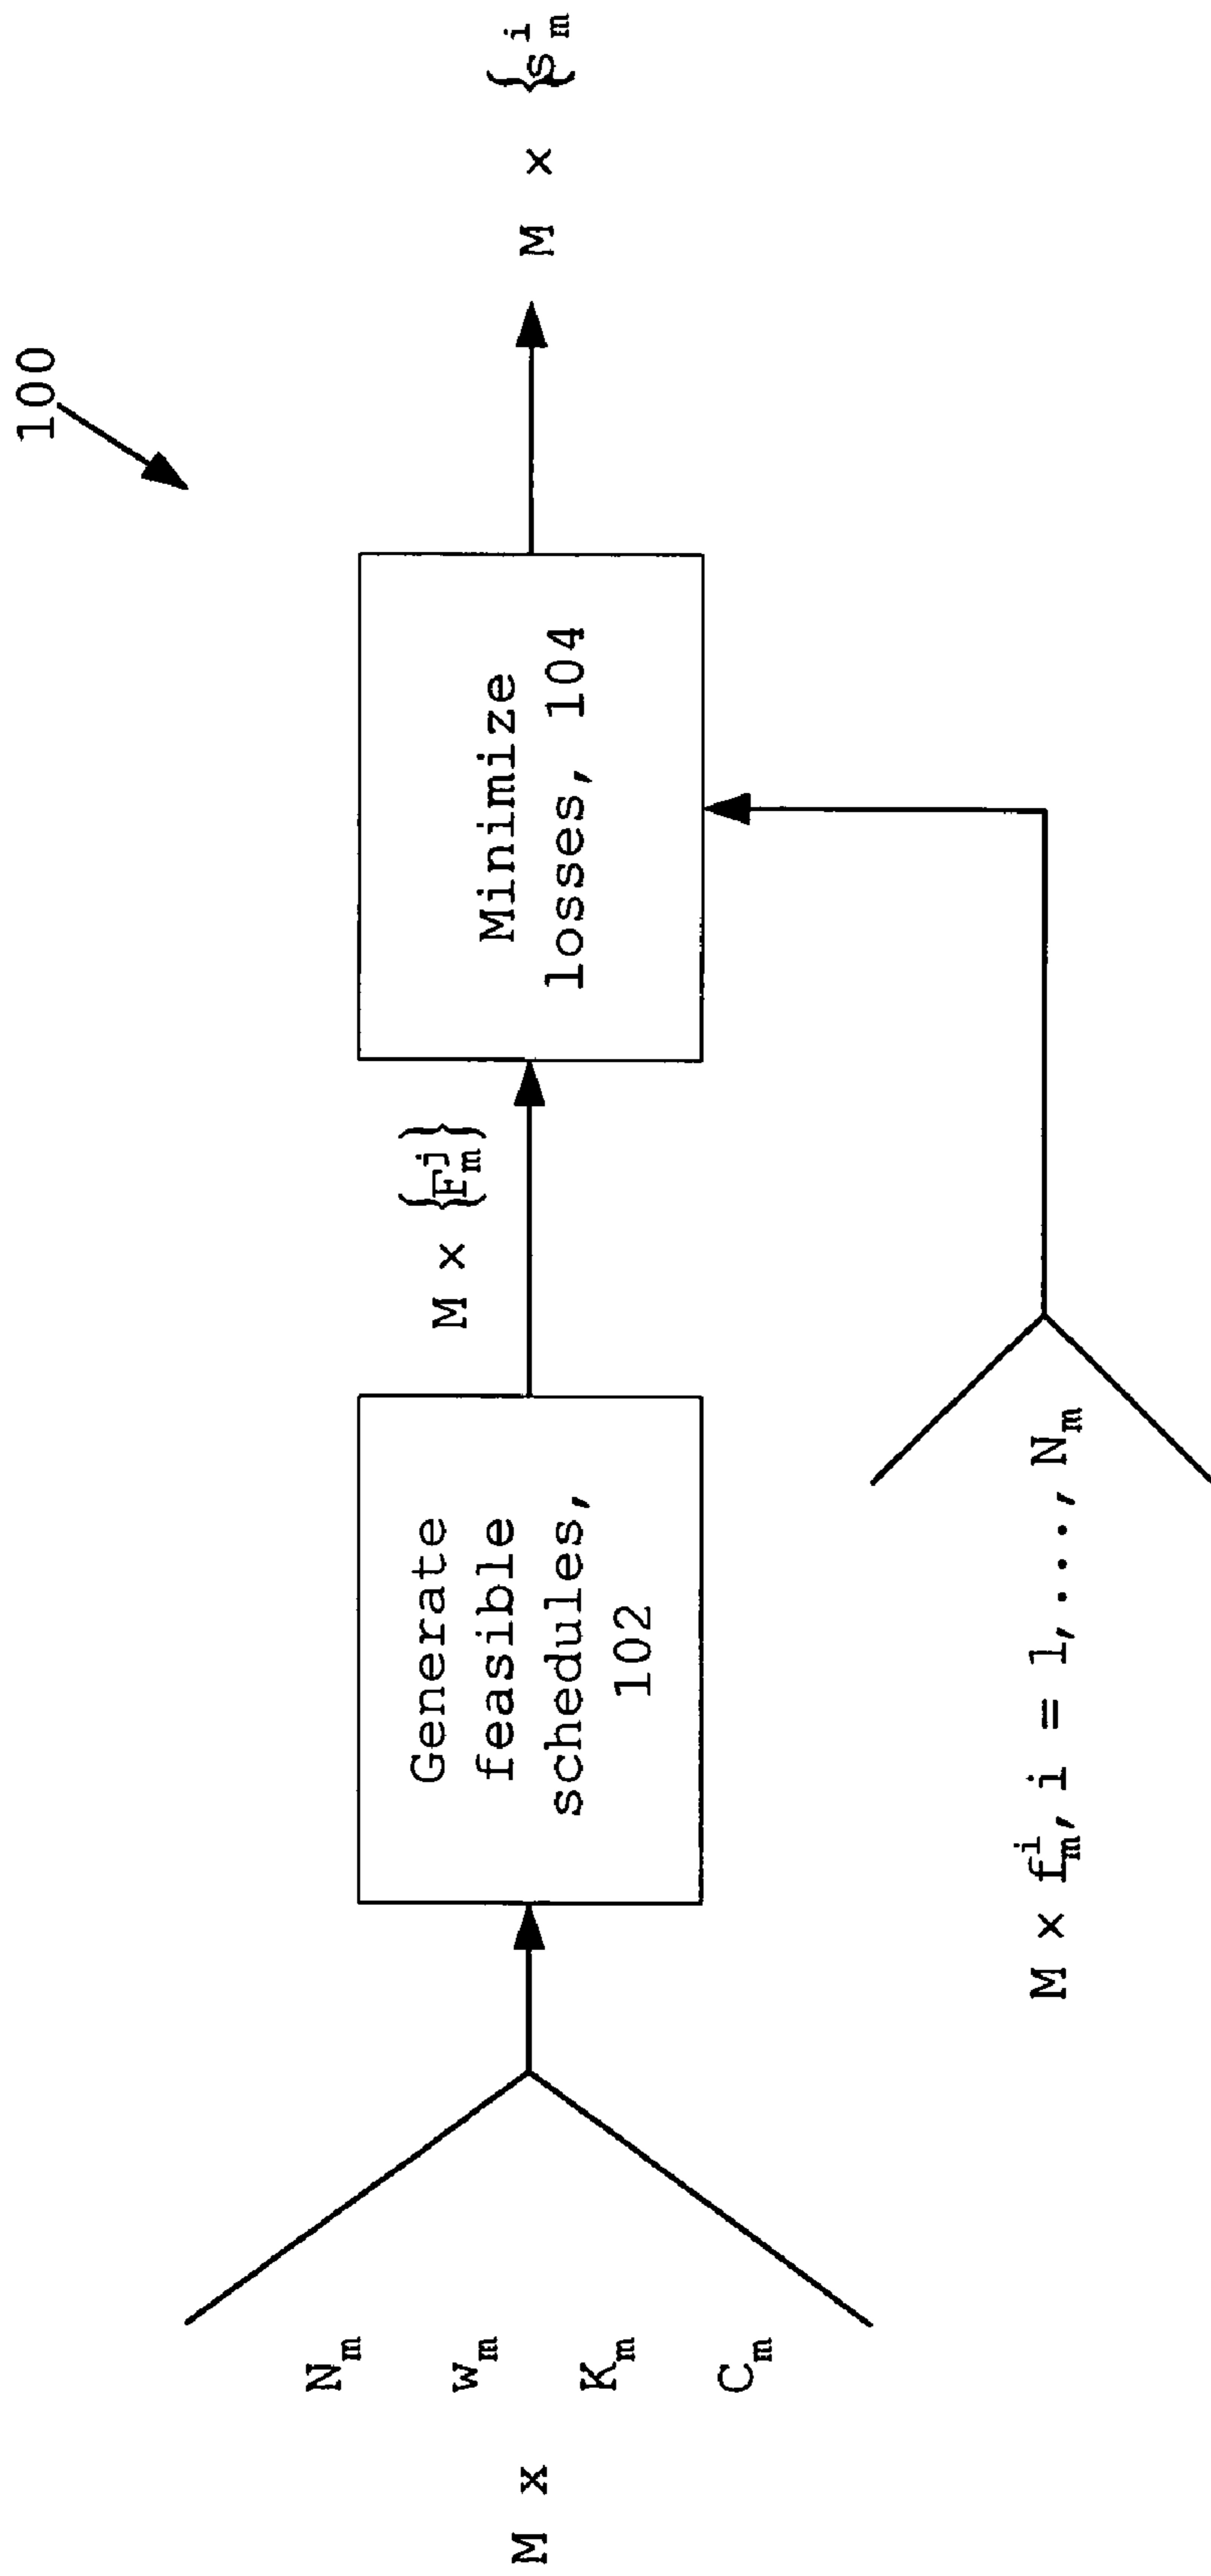 100
M x
N_m
w_m
K_m
C_m
Generate
feasible
schedules,
102
M x {F_m^j}
Minimize
losses, 104
M x {s_m^i
M x f_m^i, i = 1,...,N_m